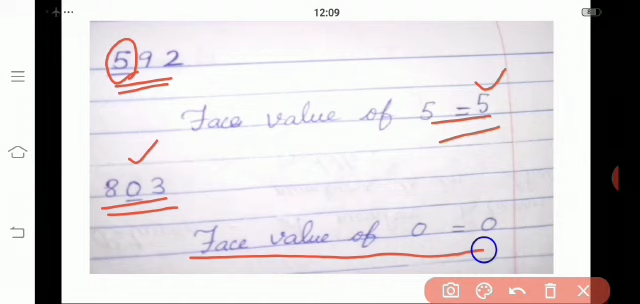 12:09
592
Face value of 5 = 5
803
Face value of 0 = 0